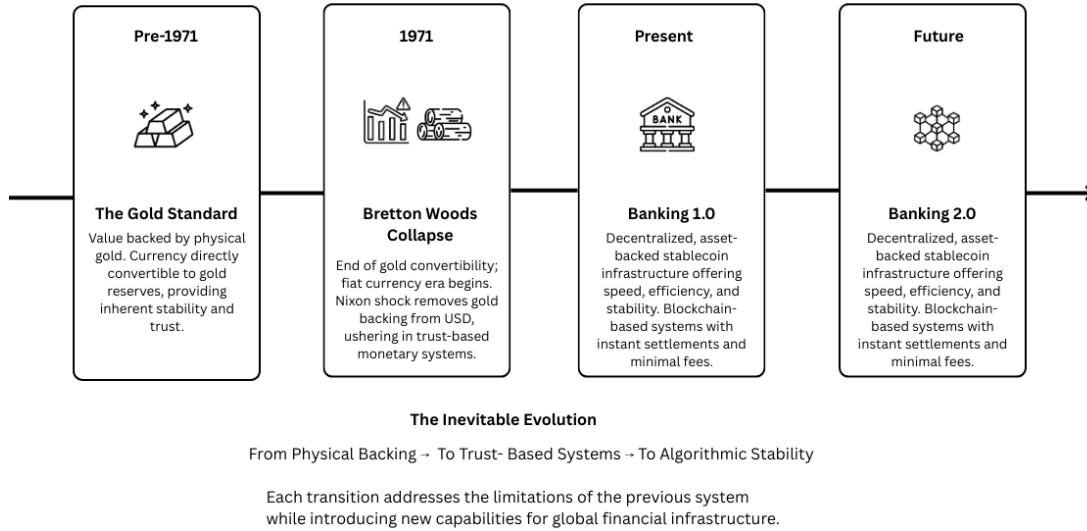 Pre-1971
The Gold Standard
Value backed by physical
gold. Currency directly
convertible to gold
reserves, providing
inherent stability and
trust.
1971
Bretton Woods
Collapse
End of gold convertibility;
fiat currency era begins.
Nixon shock removes gold
backing from USD,
ushering in trust-based
monetary systems.
Present
BANK
Banking 1.0
Decentralized, asset-
backed stablecoin
infrastructure offering
speed, efficiency, and
stability. Blockchain-
based systems with
instant settlements and
minimal fees.
Future
Banking 2.0
Decentralized, asset-
backed stablecoin
infrastructure offering
speed, efficiency, and
stability. Blockchain-
based systems with
instant settlements and
minimal fees.
The Inevitable Evolution
From Physical Backing → To Trust- Based Systems → To Algorithmic Stability
Each transition addresses the limitations of the previous system
while introducing new capabilities for global financial infrastructure.